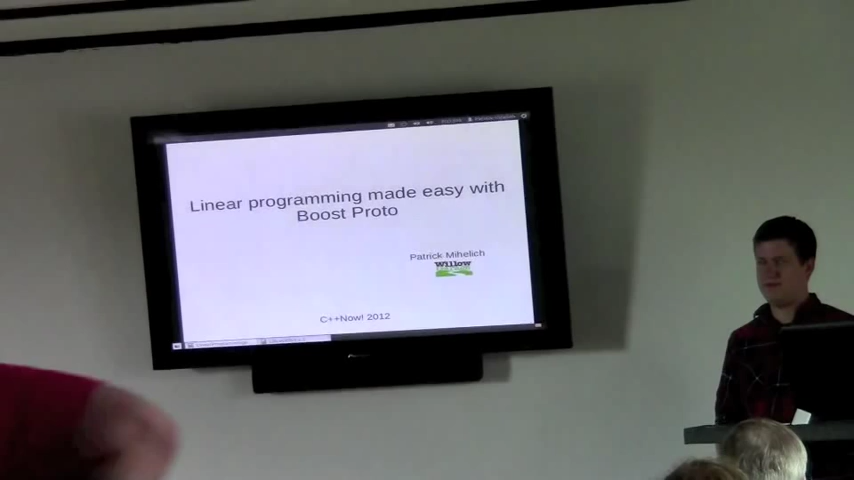 Linear programming made easy with
Boost Proto
Patrick Mihelich
Willow
C++Now! 2012